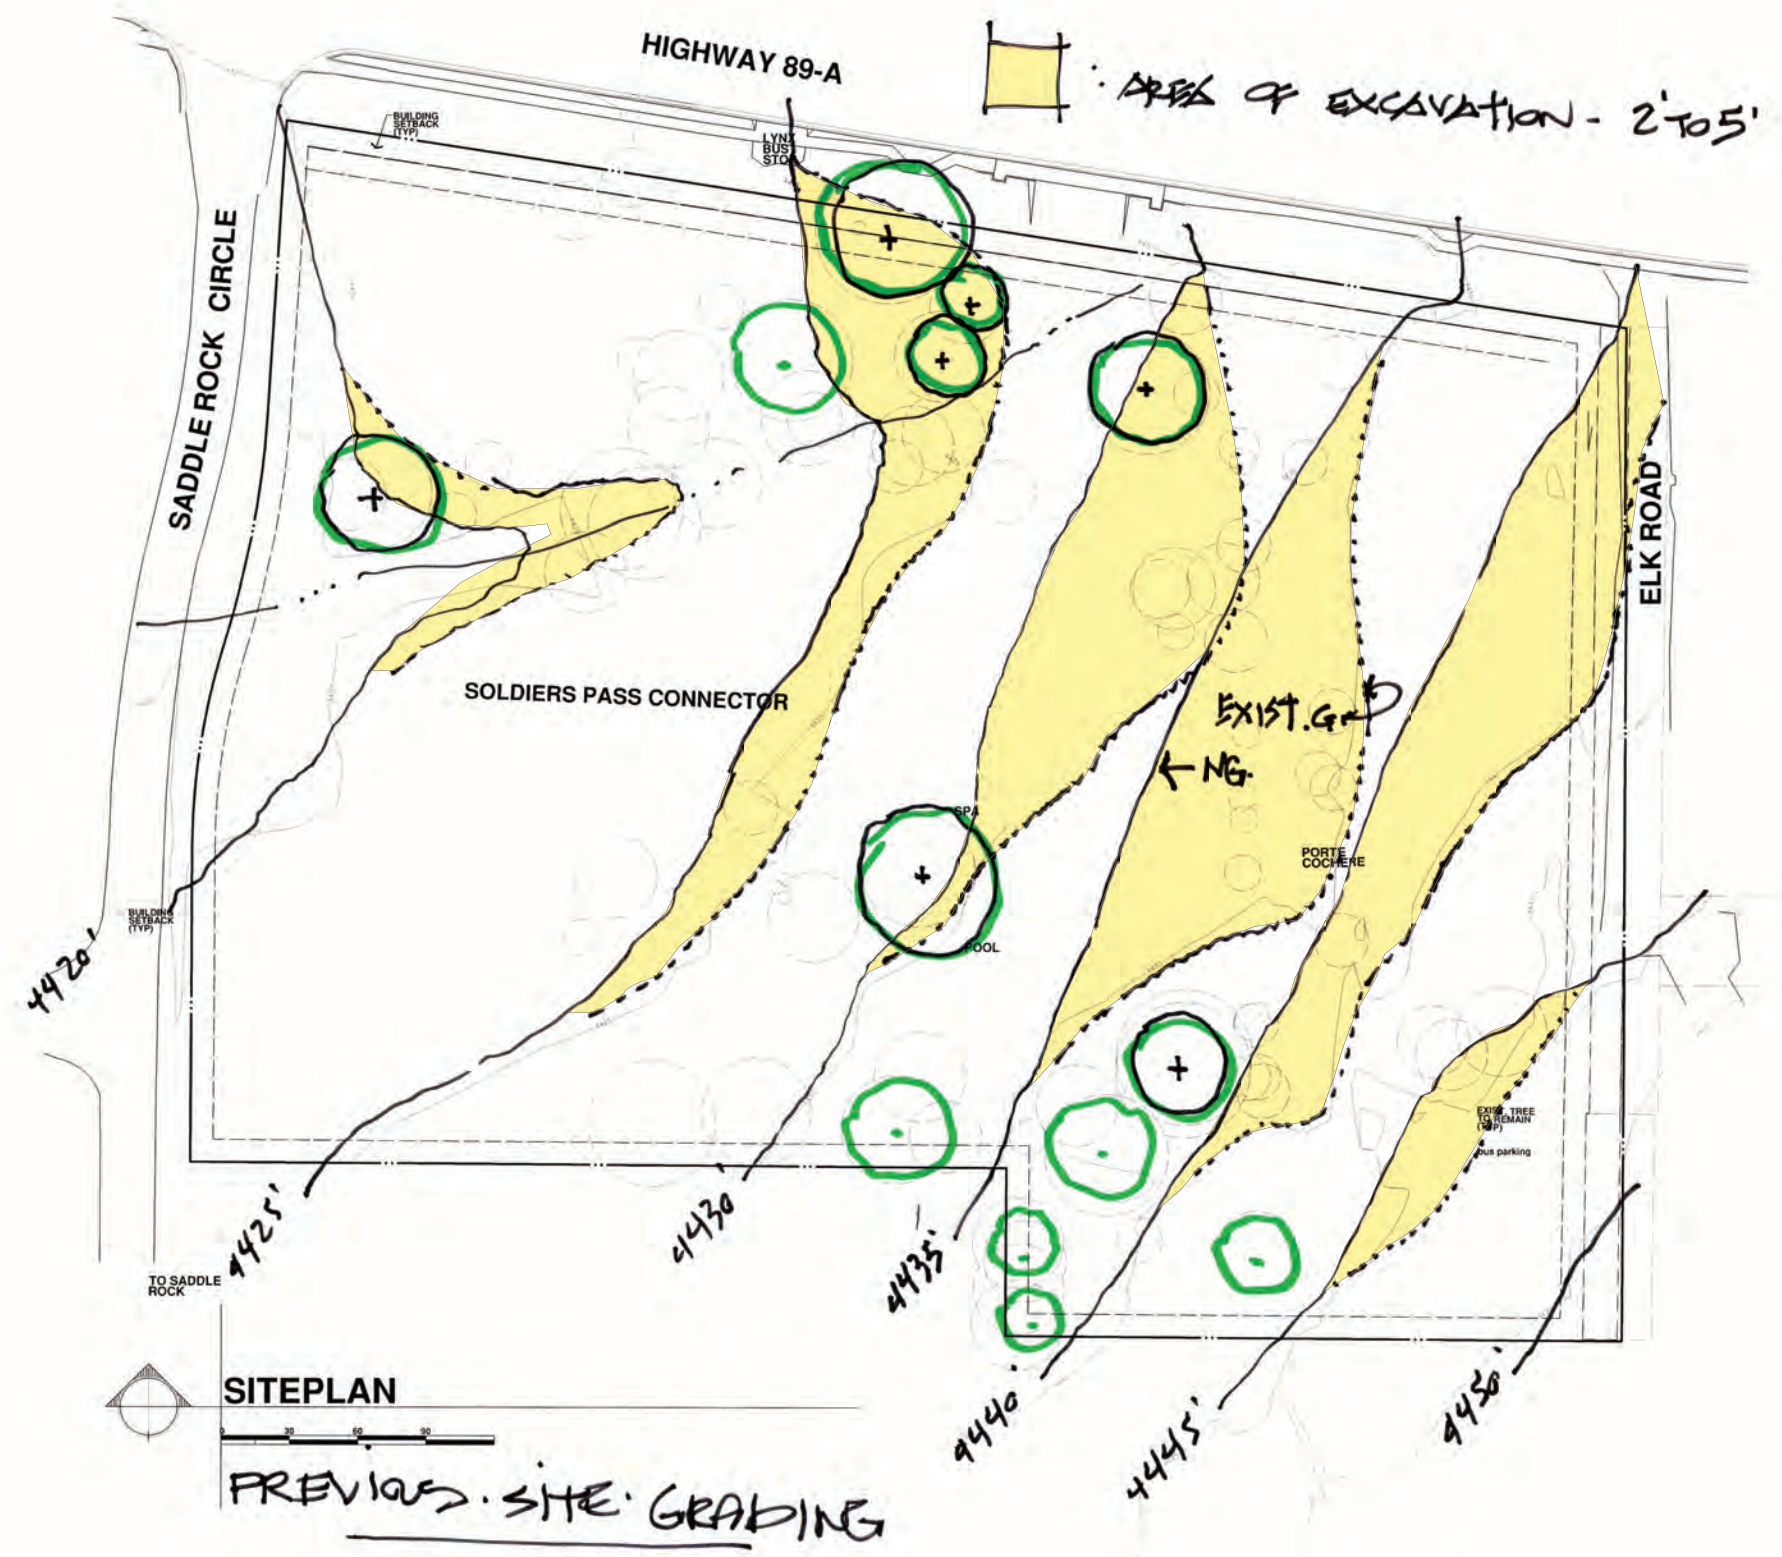 HIGHWAY 89-A
: AREA OF EXCAVATION - 2' TO 5'
BUILDING
SETBACK
(TYP)
LYNX
BUS
STOP
SADDLE ROCK CIRCLE
ELK ROAD
SOLDIERS PASS CONNECTOR
EXIST. GR
← NG.
SPA
PORTE
COCHERE
POOL
BUILDING
SETBACK
(TYP)
4420'
EXIST. TREE
TO REMAIN
(TYP)
bus parking
4425'
4430'
4435'
4440'
4445'
4450'
TO SADDLE
ROCK
SITEPLAN
0 30 60 90
PREVIOUS SITE GRADING